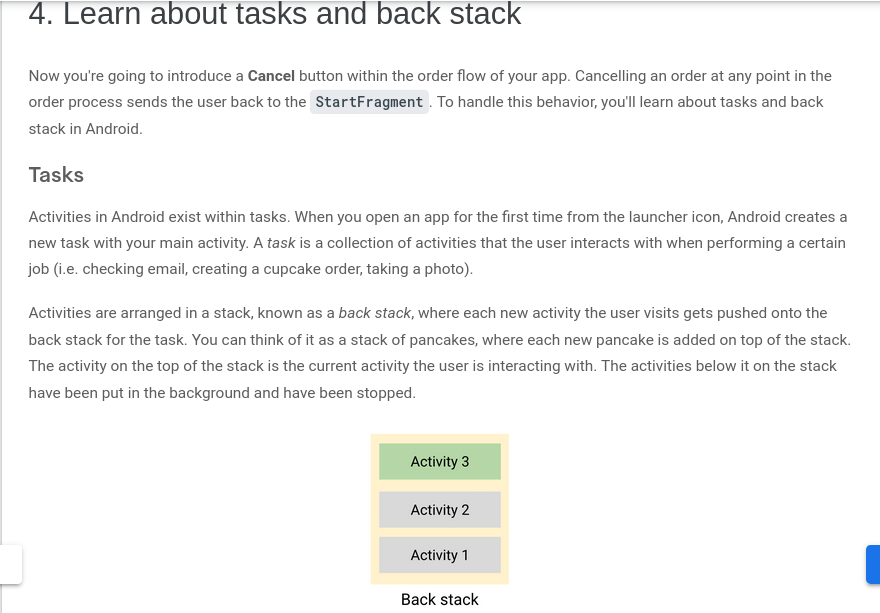 4. Learn about tasks and back stack
Now you're going to introduce a Cancel button within the order flow of your app. Cancelling an order at any point in the
order process sends the user back to the StartFragment. To handle this behavior, you'll learn about tasks and back
stack in Android.
Tasks
Activities in Android exist within tasks. When you open an app for the first time from the launcher icon, Android creates a
new task with your main activity. A task is a collection of activities that the user interacts with when performing a certain
job (i.e. checking email, creating a cupcake order, taking a photo).
Activities are arranged in a stack, known as a back stack, where each new activity the user visits gets pushed onto the
back stack for the task. You can think of it as a stack of pancakes, where each new pancake is added on top of the stack.
The activity on the top of the stack is the current activity the user is interacting with. The activities below it on the stack
have been put in the background and have been stopped.
Activity 3
Activity 2
Activity 1
Back stack